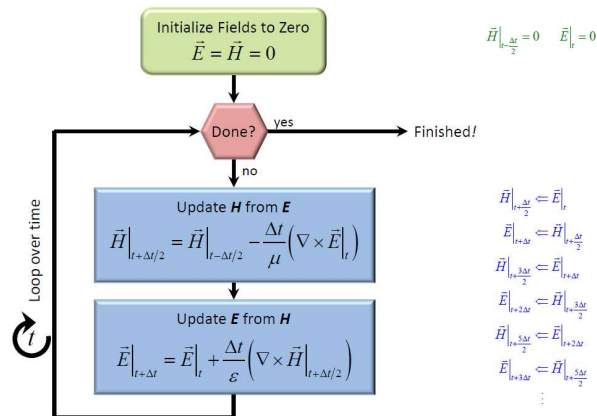 Initialize Fields to Zero
E⃗ = H⃗ = 0
H⃗|t−Δt/2 = 0 E⃗|t = 0
Done?
yes
Finished!
no
Update H from E
H⃗|t+Δt/2 = H⃗|t−Δt/2 − Δt/μ (∇ × E⃗|t)
Update E from H
E⃗|t+Δt = E⃗|t + Δt/ε (∇ × H⃗|t+Δt/2)
Loop over time
t
H⃗|t+Δt/2 ⇐ E⃗|t
E⃗|t+Δt ⇐ H⃗|t+Δt/2
H⃗|t+3Δt/2 ⇐ E⃗|t+Δt
E⃗|t+2Δt ⇐ H⃗|t+3Δt/2
H⃗|t+5Δt/2 ⇐ E⃗|t+2Δt
E⃗|t+3Δt ⇐ H⃗|t+5Δt/2
⋮